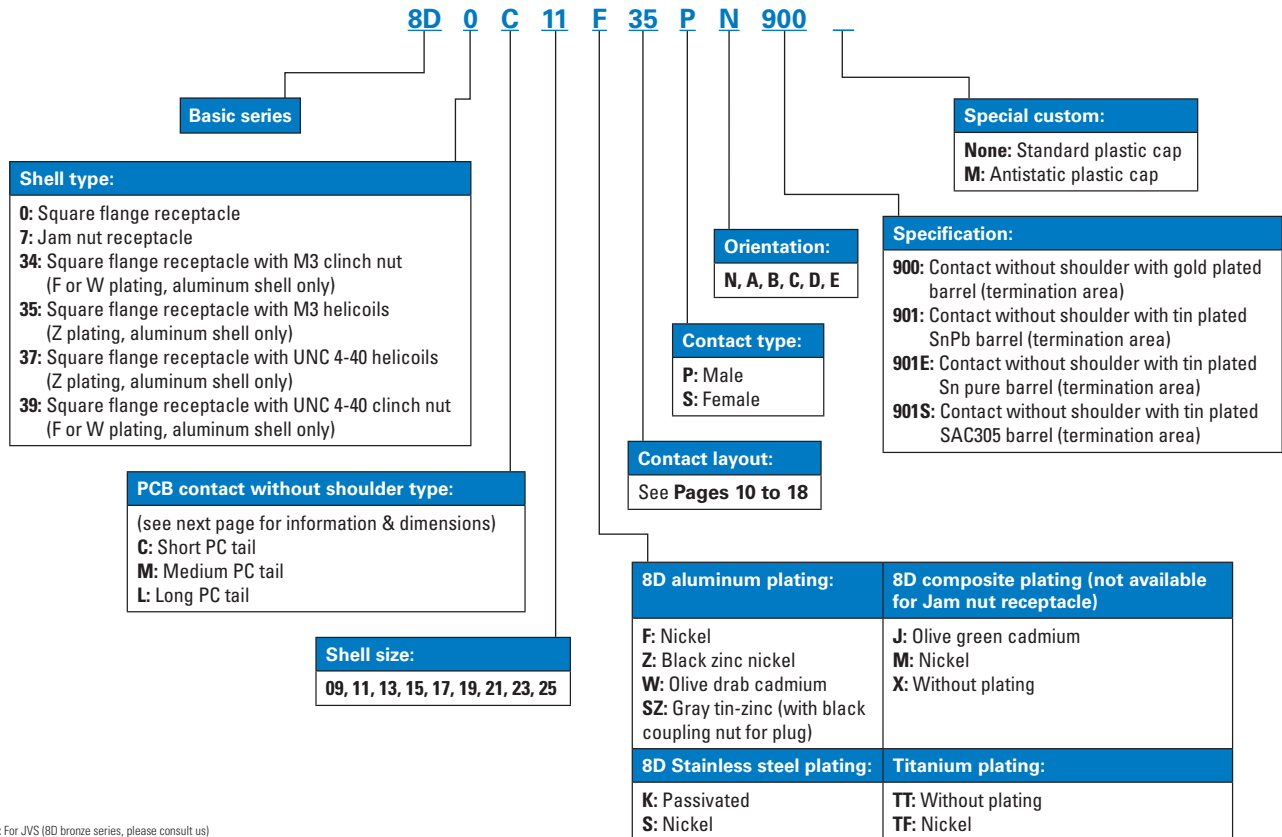 8D 0 C 11 F 35 P N 900 _
Basic series
Shell type:
0: Square flange receptacle
7: Jam nut receptacle
34: Square flange receptacle with M3 clinch nut
(F or W plating, aluminum shell only)
35: Square flange receptacle with M3 helicoils
(Z plating, aluminum shell only)
37: Square flange receptacle with UNC 4-40 helicoils
(Z plating, aluminum shell only)
39: Square flange receptacle with UNC 4-40 clinch nut
(F or W plating, aluminum shell only)
PCB contact without shoulder type:
(see next page for information & dimensions)
C: Short PC tail
M: Medium PC tail
L: Long PC tail
Shell size:
09, 11, 13, 15, 17, 19, 21, 23, 25
8D aluminum plating:
F: Nickel
Z: Black zinc nickel
W: Olive drab cadmium
SZ: Gray tin-zinc (with black
coupling nut for plug)
8D composite plating (not available
for Jam nut receptacle)
J: Olive green cadmium
M: Nickel
X: Without plating
8D Stainless steel plating:
K: Passivated
S: Nickel
Titanium plating:
TT: Without plating
TF: Nickel
Contact layout:
See Pages 10 to 18
Contact type:
P: Male
S: Female
Orientation:
N, A, B, C, D, E
Specification:
900: Contact without shoulder with gold plated
barrel (termination area)
901: Contact without shoulder with tin plated
SnPb barrel (termination area)
901E: Contact without shoulder with tin plated
Sn pure barrel (termination area)
901S: Contact without shoulder with tin plated
SAC305 barrel (termination area)
Special custom:
None: Standard plastic cap
M: Antistatic plastic cap
: For JVS (8D bronze series, please consult us)